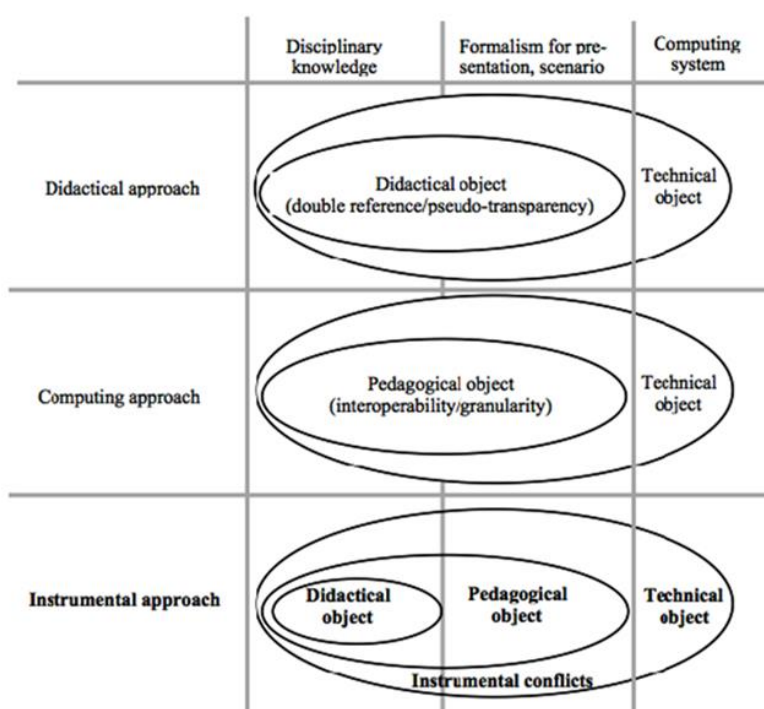 Disciplinary
knowledge
Formalism for pre-
sentation, scenario
Computing
system
Didactical approach
Didactical object
(double reference/pseudo-transparency)
Technical
object
Computing approach
Pedagogical object
(interoperability/granularity)
Technical
object
Instrumental approach
Didactical
object
Pedagogical
object
Technical
object
Instrumental conflicts